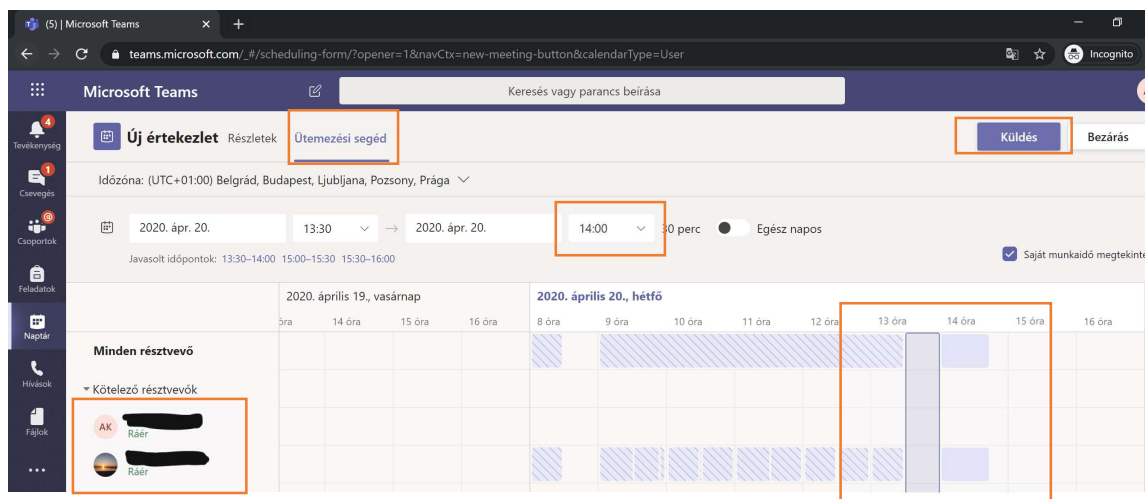 (5) | Microsoft Teams
teams.microsoft.com/_#/scheduling-form/?opener=1&navCtx=new-meeting-button&calendarType=User
Incognito
Microsoft Teams
Keresés vagy parancs beírása
4
Tevékenység
1
Csevegés
@
Csoportok
Feladatok
Naptár
Hívások
Fájlok
Új értekezlet Részletek Ütemezési segéd
Küldés Bezárás
Időzóna: (UTC+01:00) Belgrád, Budapest, Ljubljana, Pozsony, Prága
2020. ápr. 20. 13:30 → 2020. ápr. 20. 14:00 30 perc Egész napos
Javasolt időpontok: 13:30–14:00 15:00–15:30 15:30–16:00
Saját munkaidő megtekinté
2020. április 19., vasárnap 2020. április 20., hétfő
óra 14 óra 15 óra 16 óra 8 óra 9 óra 10 óra 11 óra 12 óra 13 óra 14 óra 15 óra 16 óra
Minden résztvevő
Kötelező résztvevők
AK
Ráér
Ráér